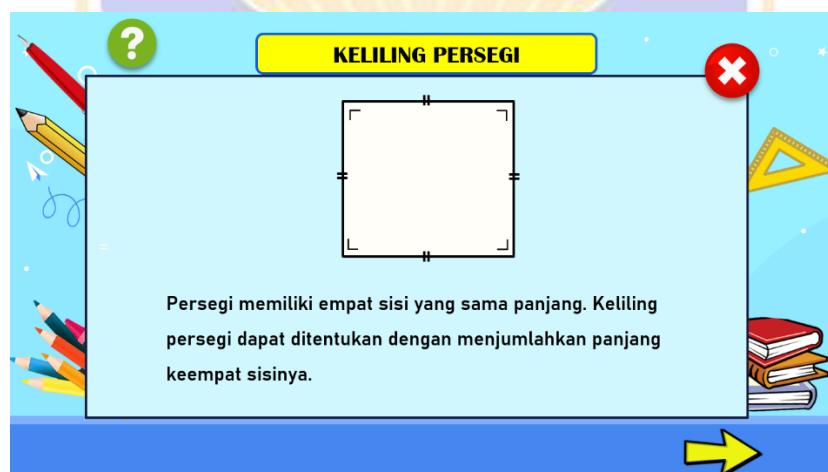 ?
KELILING PERSEGI
Persegi memiliki empat sisi yang sama panjang. Keliling
persegi dapat ditentukan dengan menjumlahkan panjang
keempat sisinya.